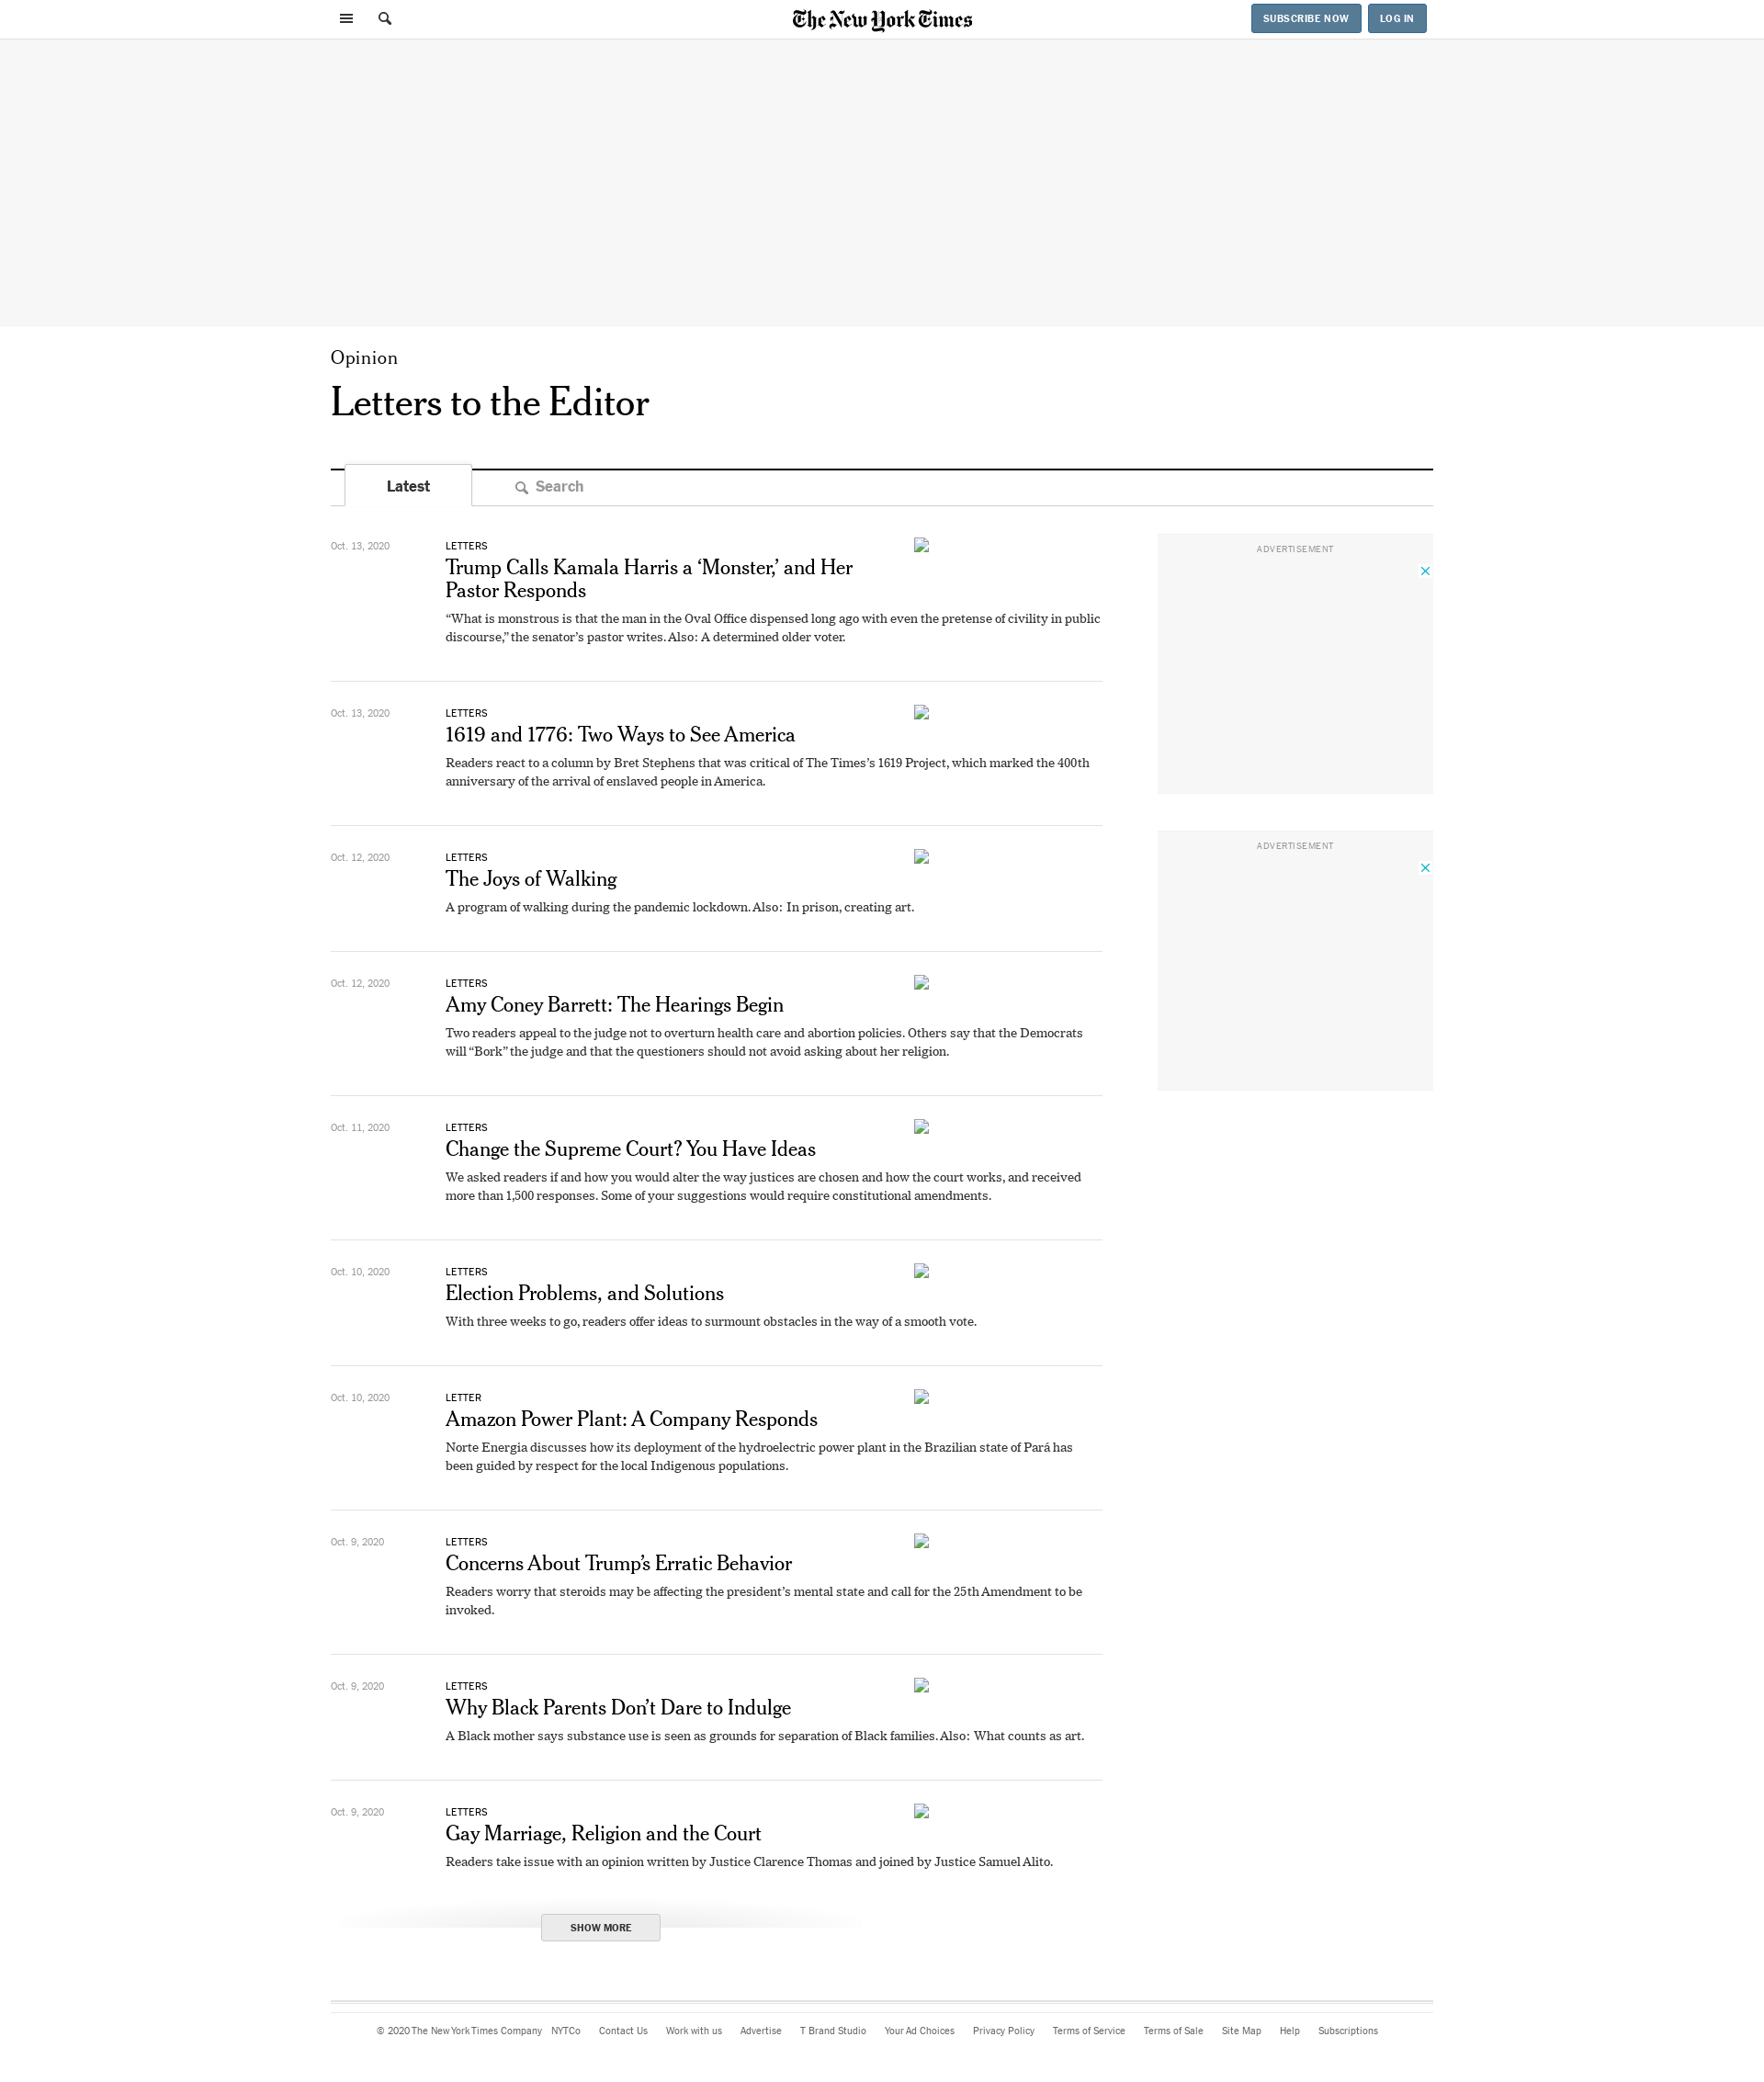 The New York Times
SUBSCRIBE NOW
LOG IN
Opinion
Letters to the Editor
Latest
Search
Oct. 13, 2020
LETTERS
Trump Calls Kamala Harris a ‘Monster,’ and Her
Pastor Responds
“What is monstrous is that the man in the Oval Office dispensed long ago with even the pretense of civility in public
discourse,” the senator’s pastor writes. Also: A determined older voter.
ADVERTISEMENT
Oct. 13, 2020
LETTERS
1619 and 1776: Two Ways to See America
Readers react to a column by Bret Stephens that was critical of The Times’s 1619 Project, which marked the 400th
anniversary of the arrival of enslaved people in America.
ADVERTISEMENT
Oct. 12, 2020
LETTERS
The Joys of Walking
A program of walking during the pandemic lockdown. Also: In prison, creating art.
Oct. 12, 2020
LETTERS
Amy Coney Barrett: The Hearings Begin
Two readers appeal to the judge not to overturn health care and abortion policies. Others say that the Democrats
will “Bork” the judge and that the questioners should not avoid asking about her religion.
Oct. 11, 2020
LETTERS
Change the Supreme Court? You Have Ideas
We asked readers if and how you would alter the way justices are chosen and how the court works, and received
more than 1,500 responses. Some of your suggestions would require constitutional amendments.
Oct. 10, 2020
LETTERS
Election Problems, and Solutions
With three weeks to go, readers offer ideas to surmount obstacles in the way of a smooth vote.
Oct. 10, 2020
LETTER
Amazon Power Plant: A Company Responds
Norte Energia discusses how its deployment of the hydroelectric power plant in the Brazilian state of Pará has
been guided by respect for the local Indigenous populations.
Oct. 9, 2020
LETTERS
Concerns About Trump’s Erratic Behavior
Readers worry that steroids may be affecting the president’s mental state and call for the 25th Amendment to be
invoked.
Oct. 9, 2020
LETTERS
Why Black Parents Don’t Dare to Indulge
A Black mother says substance use is seen as grounds for separation of Black families. Also: What counts as art.
Oct. 9, 2020
LETTERS
Gay Marriage, Religion and the Court
Readers take issue with an opinion written by Justice Clarence Thomas and joined by Justice Samuel Alito.
SHOW MORE
© 2020 The New York Times Company NYTCo Contact Us Work with us Advertise T Brand Studio Your Ad Choices Privacy Policy Terms of Service Terms of Sale Site Map Help Subscriptions